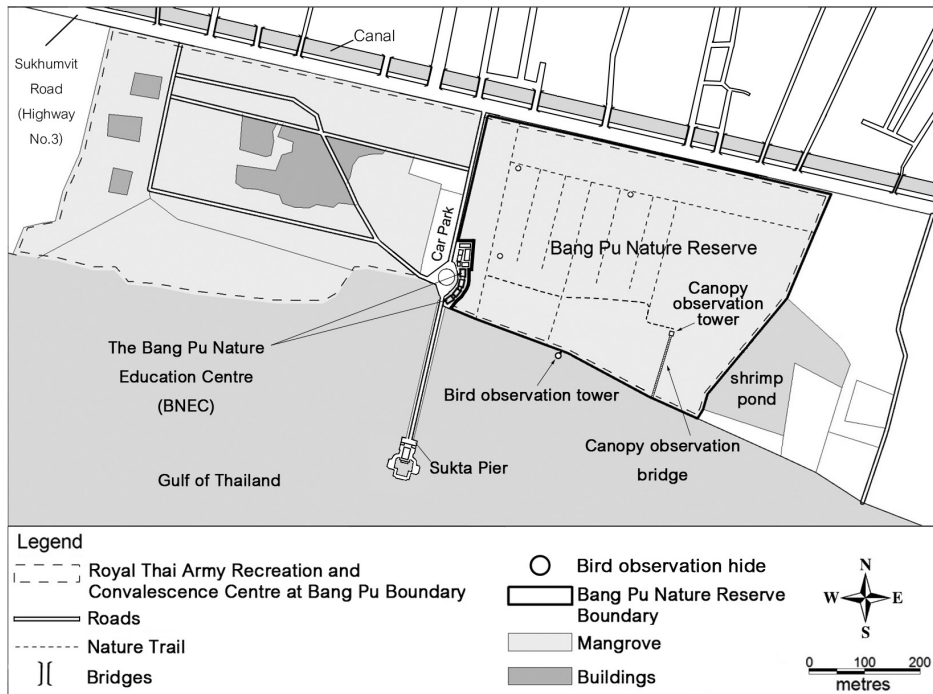 Sukhumvit
Road
(Highway
No.3)
Canal
Car Park
Bang Pu Nature Reserve
Canopy
observation
tower
The Bang Pu Nature
Education Centre
(BNEC)
Bird observation tower
shrimp
pond
Canopy observation
bridge
Sukta Pier
Gulf of Thailand
Legend
Royal Thai Army Recreation and
Convalescence Centre at Bang Pu Boundary
Roads
Nature Trail
Bridges
Bird observation hide
Bang Pu Nature Reserve
Boundary
Mangrove
Buildings
N
W E
S
0 100 200
metres